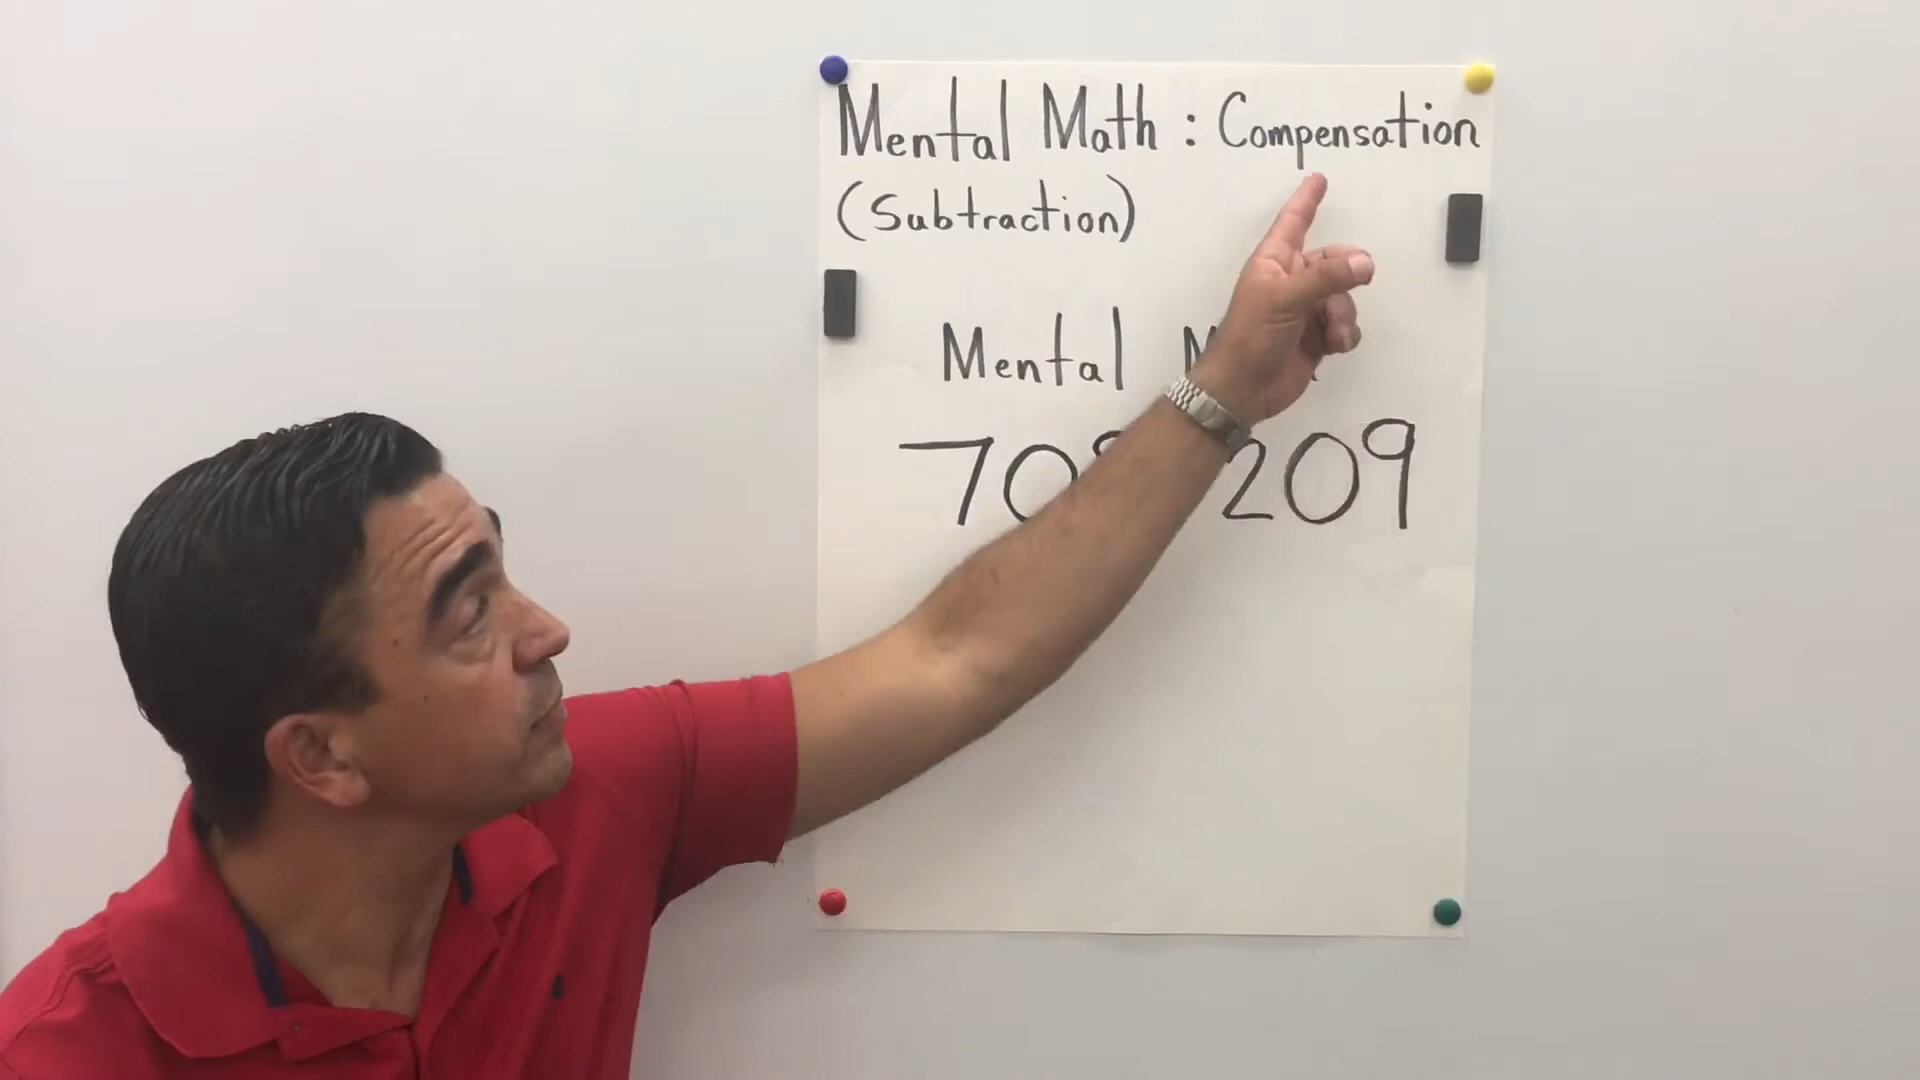 Mental Math : Compensation
(Subtraction)
Mental
209